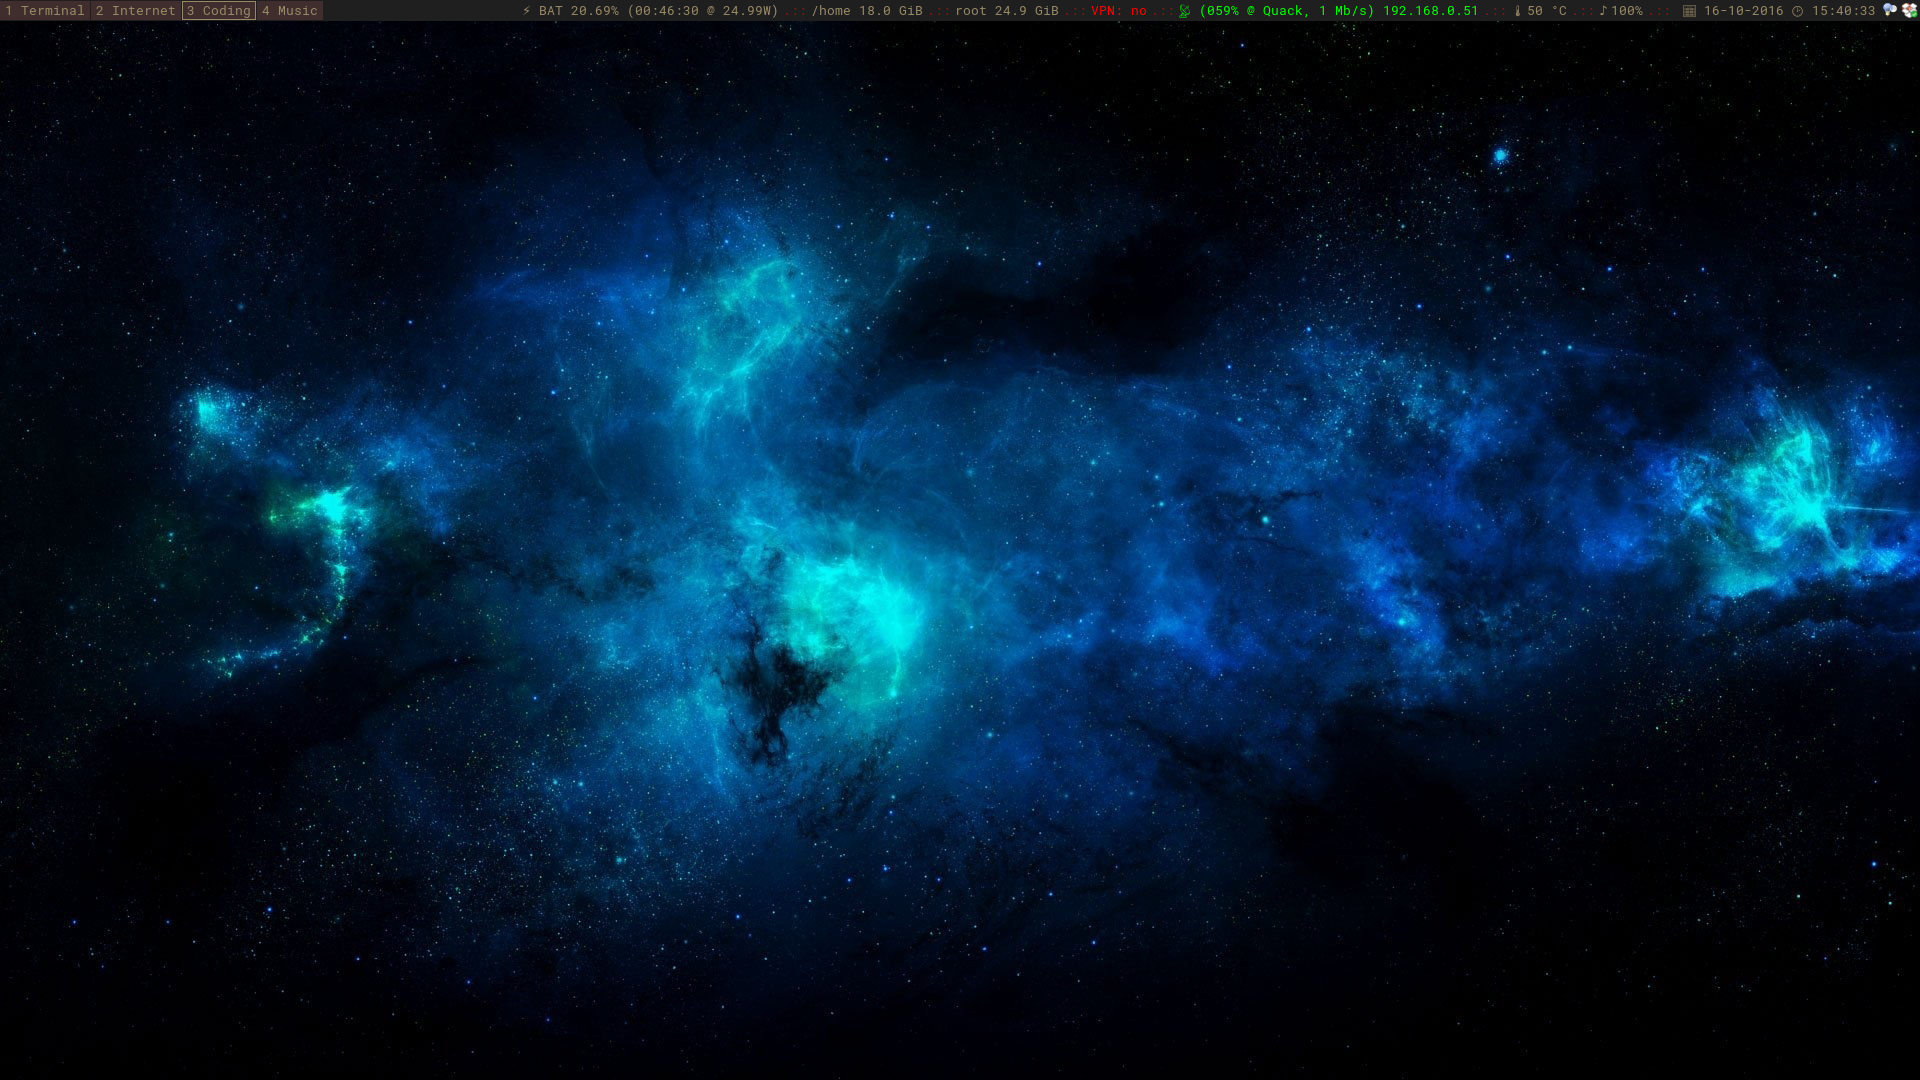 1 Terminal 2 Internet 3 Coding 4 Music ⚡ BAT 20.69% (00:46:30 @ 24.99W) .:: /home 18.0 GiB .:: root 24.9 GiB .:: VPN: no .:: (059% @ Quack, 1 Mb/s) 192.168.0.51 .:: 50 °C .:: ♪ 100% .:: 16-10-2016 15:40:33